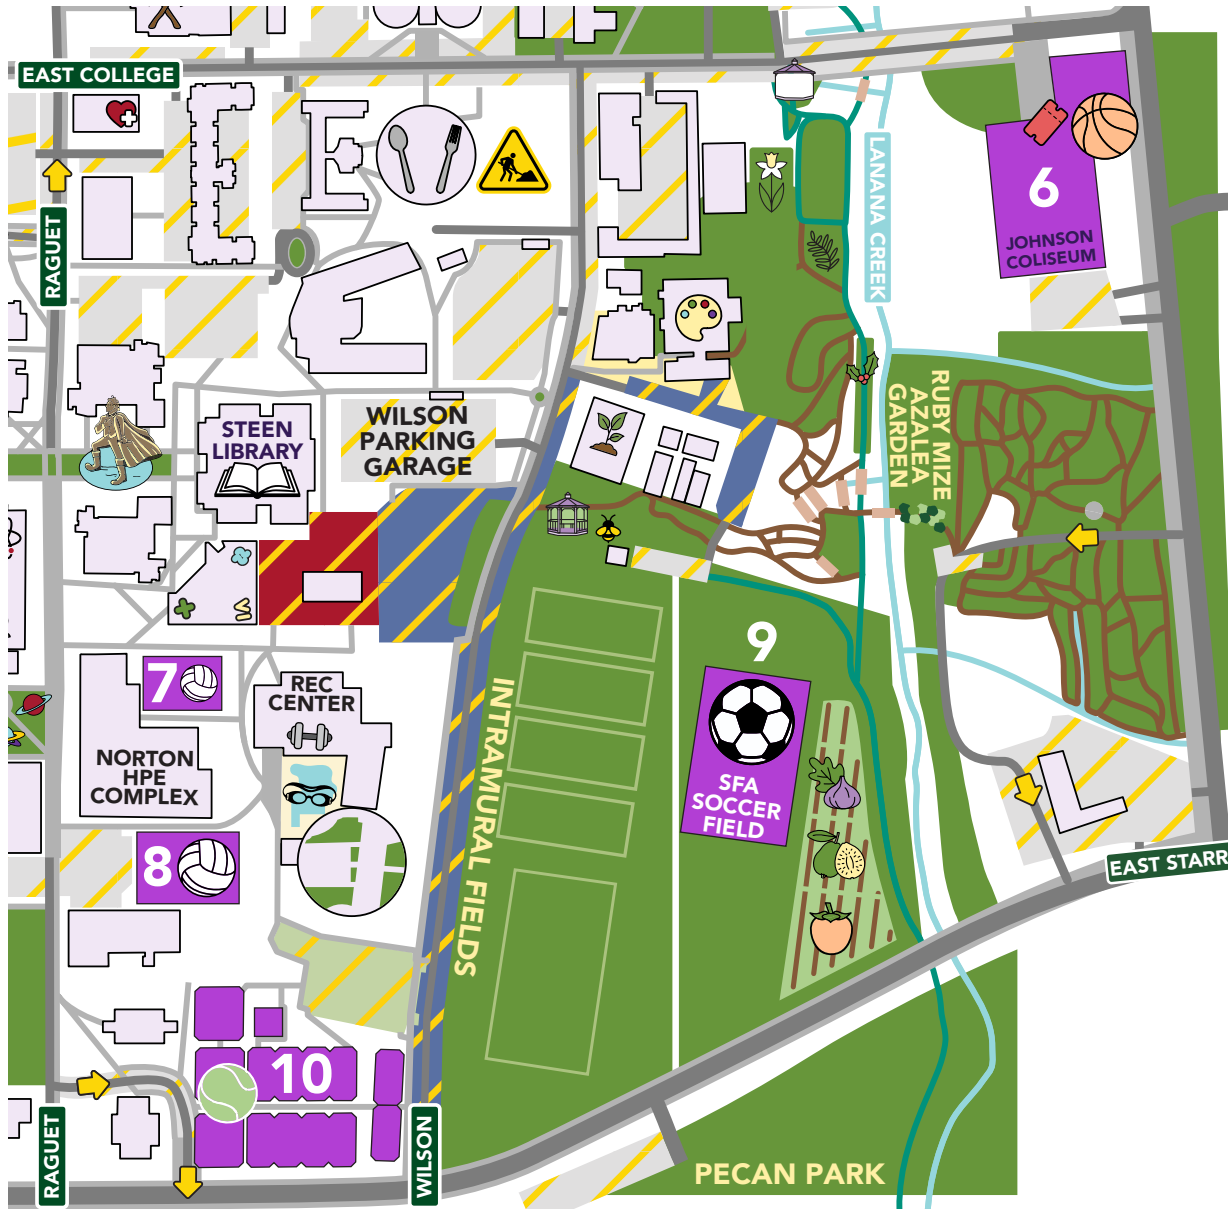 EAST COLLEGE
RAGUET
LANANA CREEK
6
JOHNSON
COLISEUM
STEEN
LIBRARY
WILSON
PARKING
GARAGE
RUBY MIZE
AZALEA
GARDEN
7
NORTON
HPE
COMPLEX
REC
CENTER
8
INTRAMURAL FIELDS
9
SFA
SOCCER
FIELD
EAST STARR
10
RAGUET
WILSON
PECAN PARK